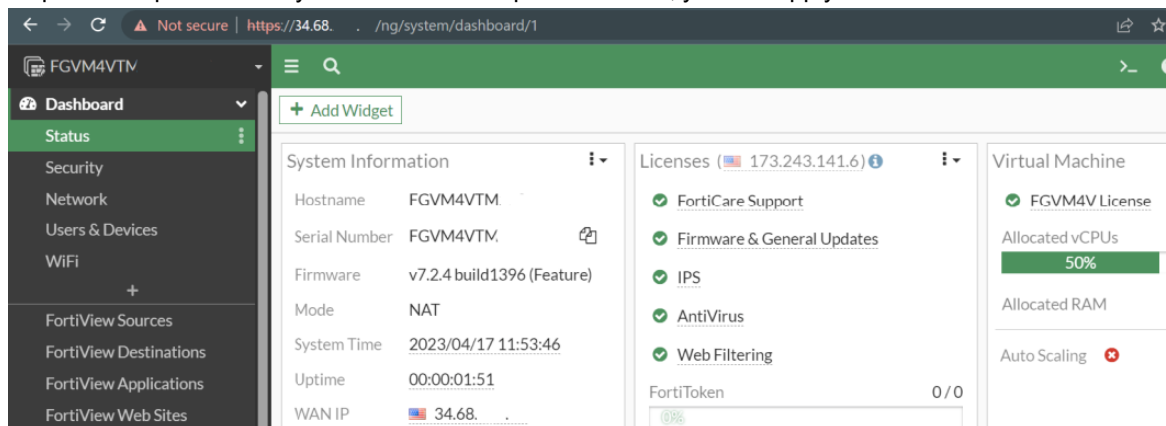 Not secure | https://34.68. . /ng/system/dashboard/1
FGVM4VTM
Dashboard
Status
Security
Network
Users & Devices
WiFi
+
FortiView Sources
FortiView Destinations
FortiView Applications
FortiView Web Sites
>_
+ Add Widget
System Information
Hostname FGVM4VTM
Serial Number FGVM4VTM
Firmware v7.2.4 build1396 (Feature)
Mode NAT
System Time 2023/04/17 11:53:46
Uptime 00:00:01:51
WAN IP 34.68. .
Licenses ( 173.243.141.6)
FortiCare Support
Firmware & General Updates
IPS
AntiVirus
Web Filtering
FortiToken 0/0
0%
Virtual Machine
FGVM4V License
Allocated vCPUs
50%
Allocated RAM
Auto Scaling